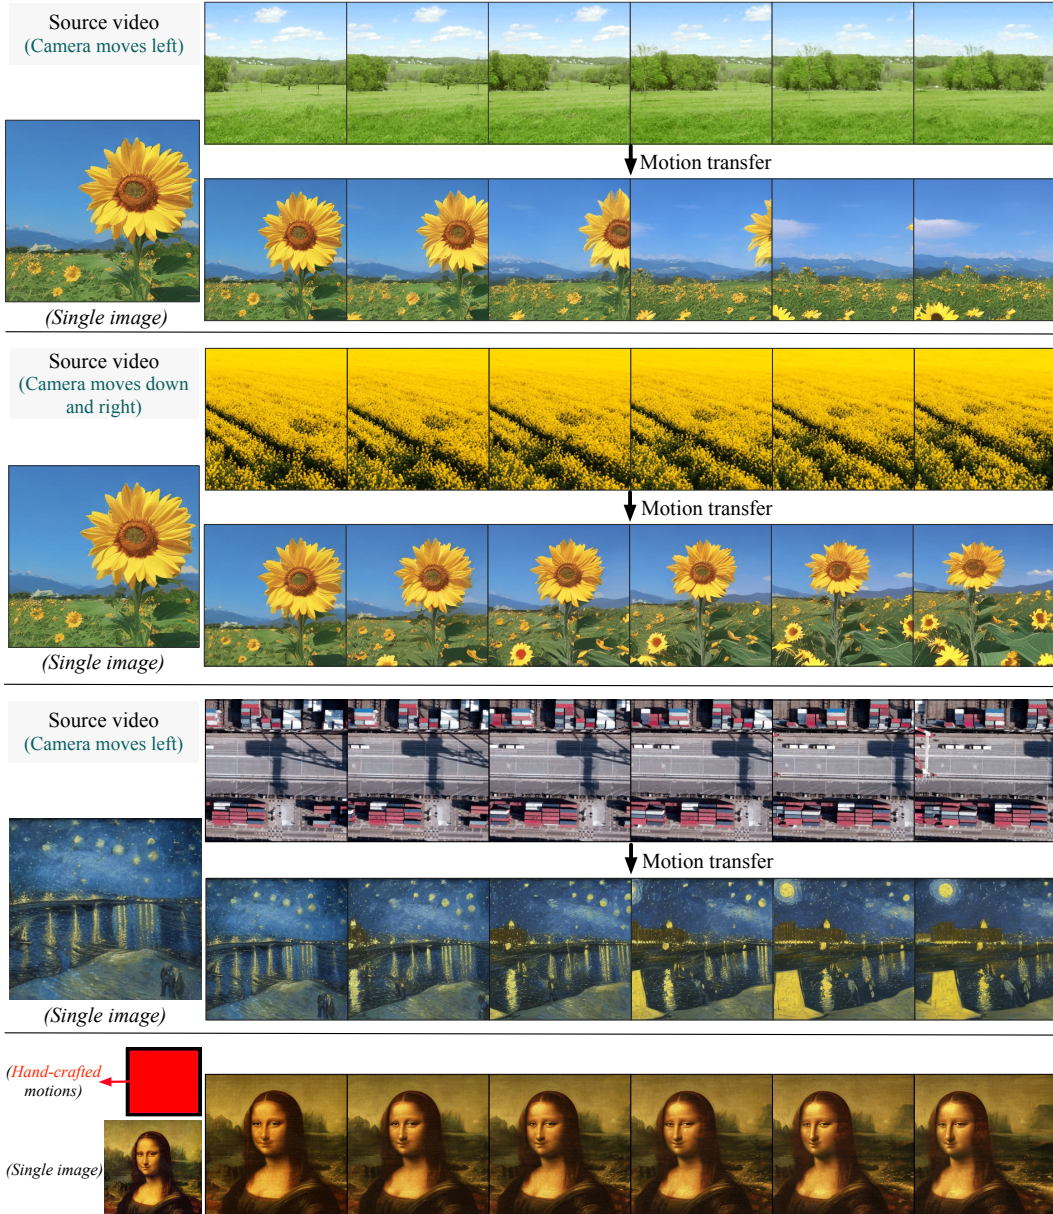 Source video
(Camera moves left)
Motion transfer
(Single image)
Source video
(Camera moves down
and right)
Motion transfer
(Single image)
Source video
(Camera moves left)
Motion transfer
(Single image)
(Hand-crafted
motions)
(Single image)